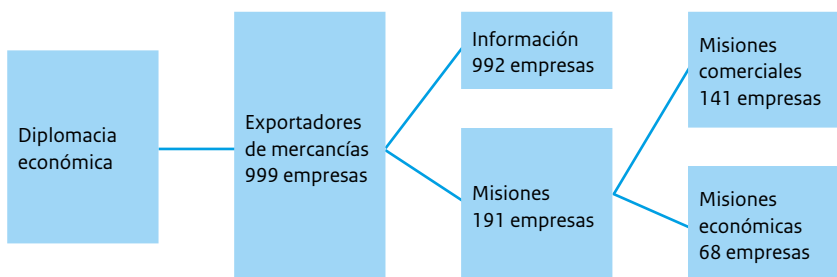 Diplomacia
económica
Exportadores
de mercancías
999 empresas
Información
992 empresas
Misiones
191 empresas
Misiones
comerciales
141 empresas
Misiones
económicas
68 empresas